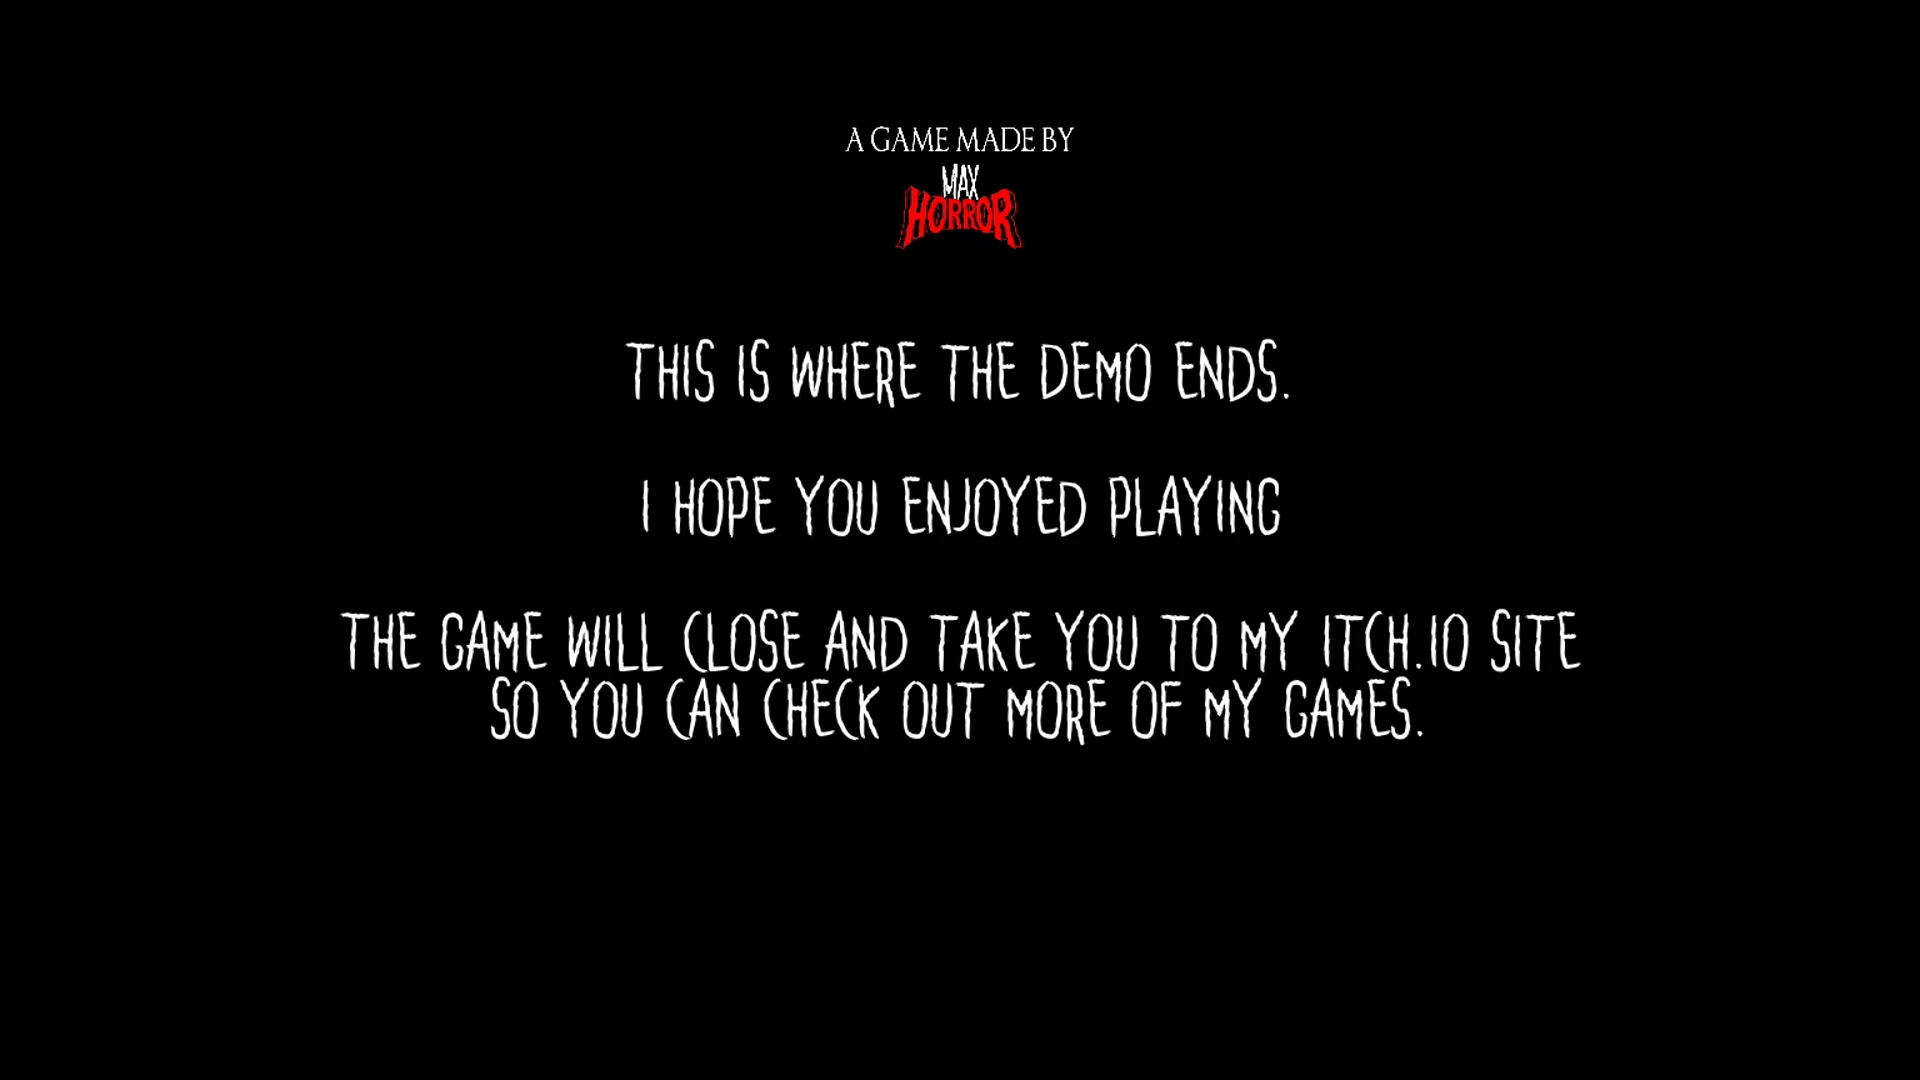 A GAME MADE BY
MAX
HORROR
THIS IS WHERE THE DEMO ENDS.
I HOPE YOU ENJOYED PLAYING
THE GAME WILL CLOSE AND TAKE YOU TO MY ITCH.IO SITE
SO YOU CAN CHECK OUT MORE OF MY GAMES.